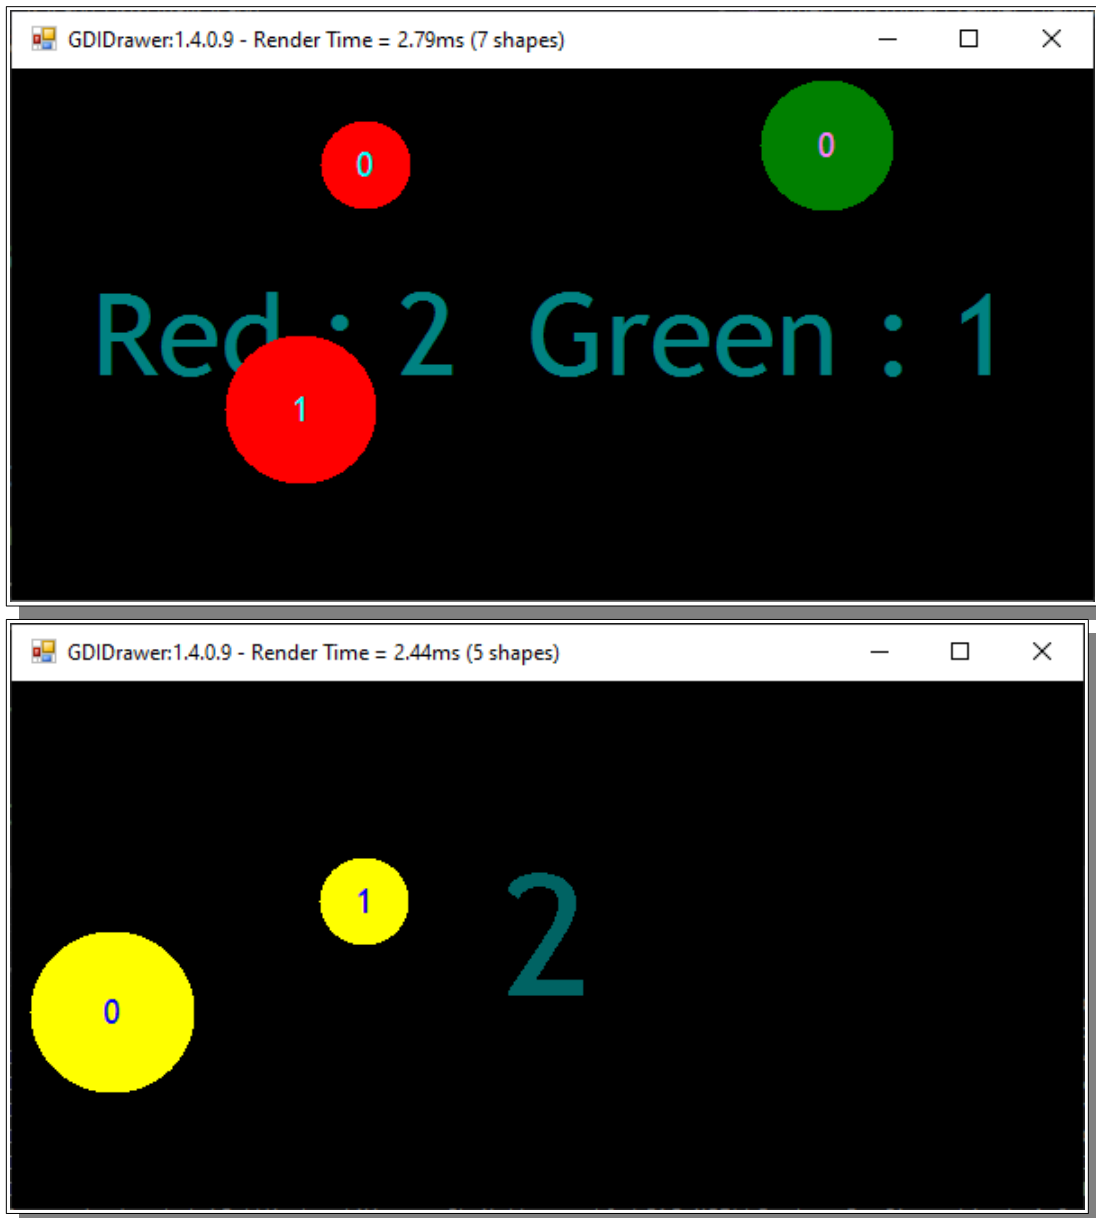 GDIDrawer:1.4.0.9 - Render Time = 2.79ms (7 shapes)
0
0
Red : 2 Green : 1
1
GDIDrawer:1.4.0.9 - Render Time = 2.44ms (5 shapes)
1
2
0